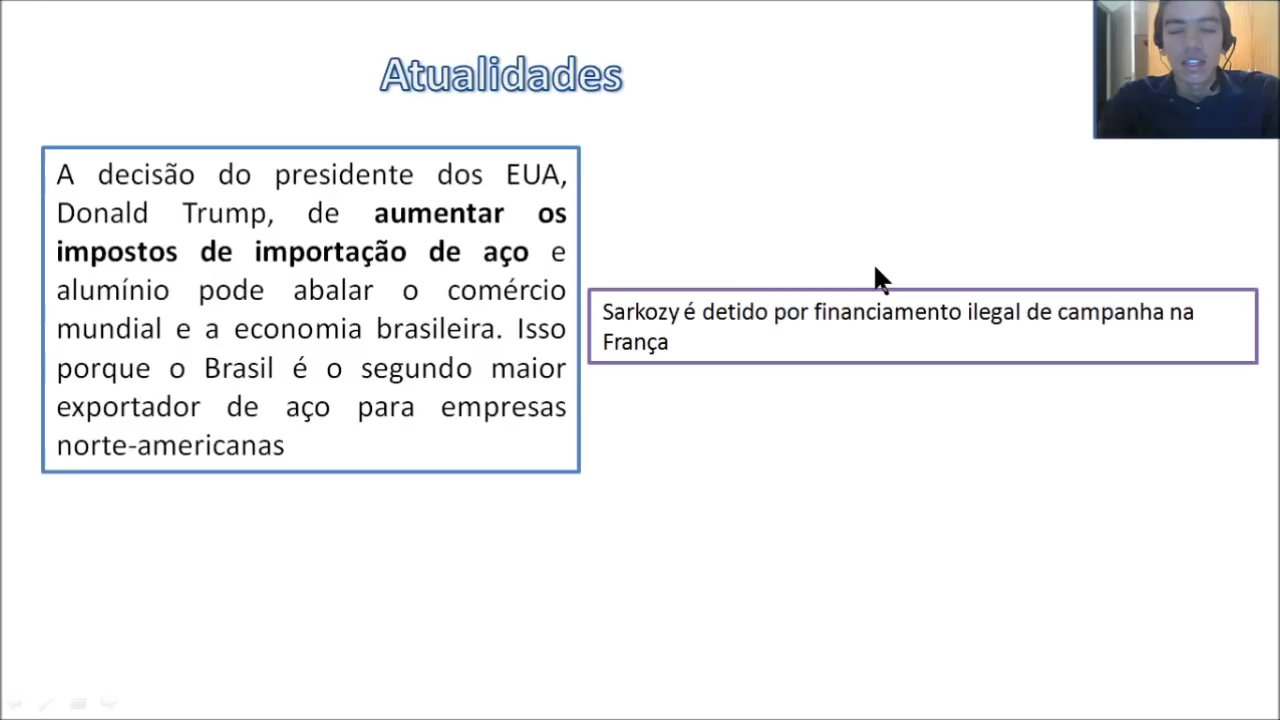 Atualidades
A decisão do presidente dos EUA,
Donald Trump, de aumentar os
impostos de importação de aço e
alumínio pode abalar o comércio
mundial e a economia brasileira. Isso
porque o Brasil é o segundo maior
exportador de aço para empresas
norte-americanas
Sarkozy é detido por financiamento ilegal de campanha na
França